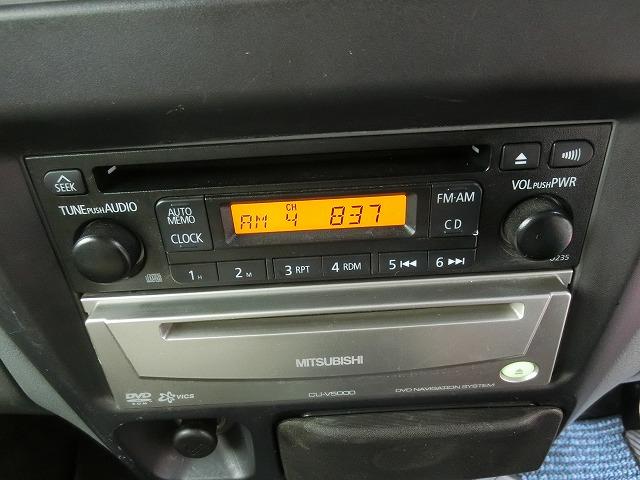 SEEK
TUNE PUSH AUDIO
AUTO MEMO
CLOCK
AM CH 4 837
FM·AM
CD
VOL PUSH PWR
1 H
2 M
3 RPT
4 RDM
5
6
MITSUBISHI
DVD ROM
VICS
CU-V5000
DVD NAVIGATION SYSTEM